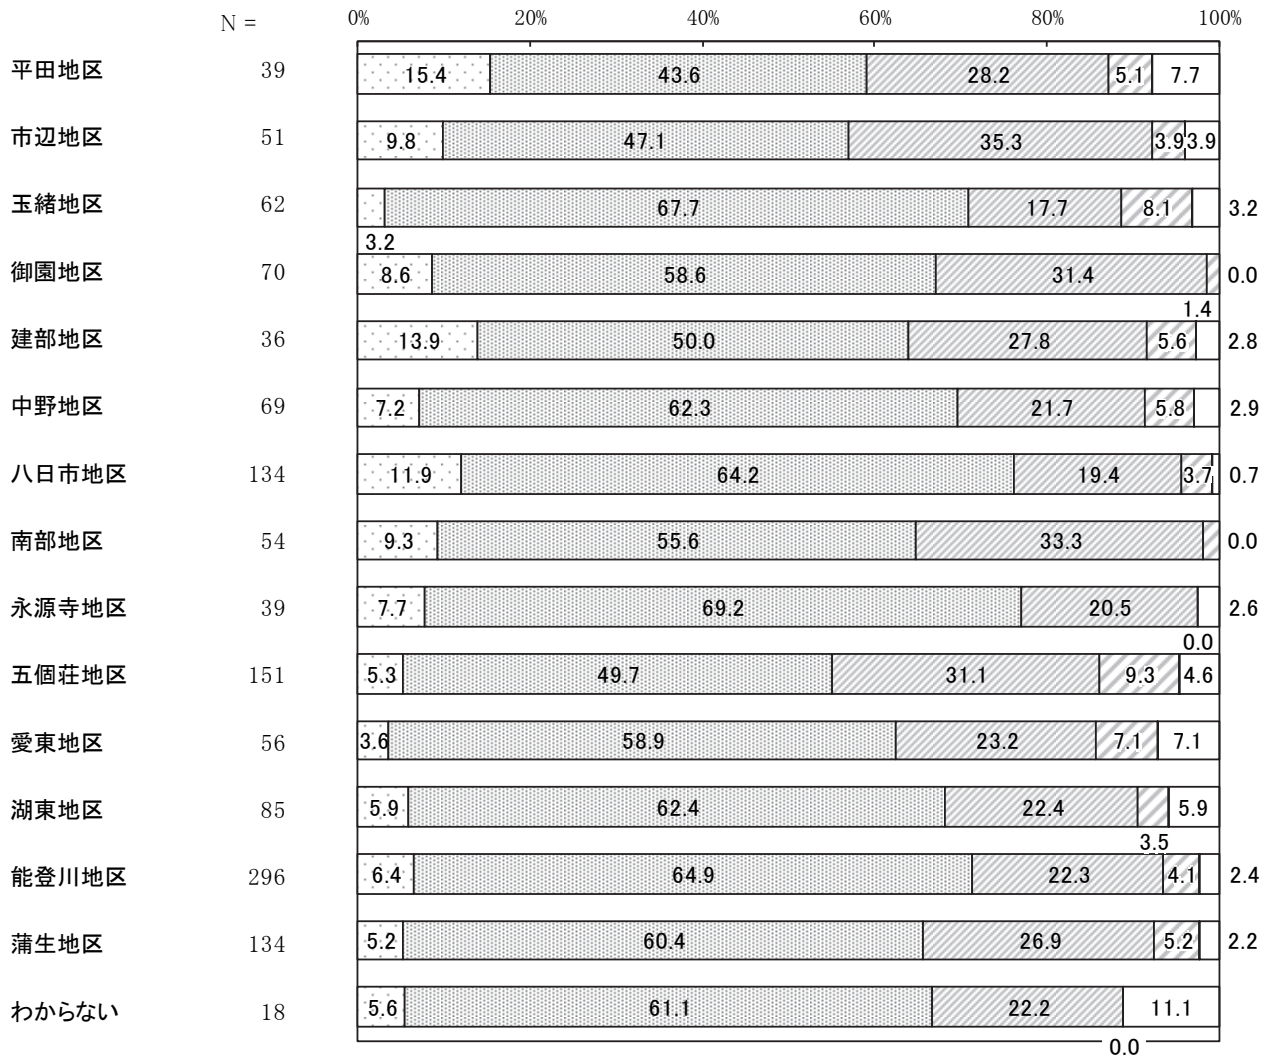 N = 0% 20% 40% 60% 80% 100%
平田地区 39 15.4 43.6 28.2 5.1 7.7
市辺地区 51 9.8 47.1 35.3 3.9 3.9
玉緒地区 62 67.7 17.7 8.1 3.2
3.2
御園地区 70 8.6 58.6 31.4 0.0
1.4
建部地区 36 13.9 50.0 27.8 5.6 2.8
中野地区 69 7.2 62.3 21.7 5.8 2.9
八日市地区 134 11.9 64.2 19.4 3.7 0.7
南部地区 54 9.3 55.6 33.3 0.0
永源寺地区 39 7.7 69.2 20.5 2.6
0.0
五個荘地区 151 5.3 49.7 31.1 9.3 4.6
愛東地区 56 3.6 58.9 23.2 7.1 7.1
湖東地区 85 5.9 62.4 22.4 5.9
3.5
能登川地区 296 6.4 64.9 22.3 4.1 2.4
蒲生地区 134 5.2 60.4 26.9 5.2 2.2
わからない 18 5.6 61.1 22.2 11.1
0.0